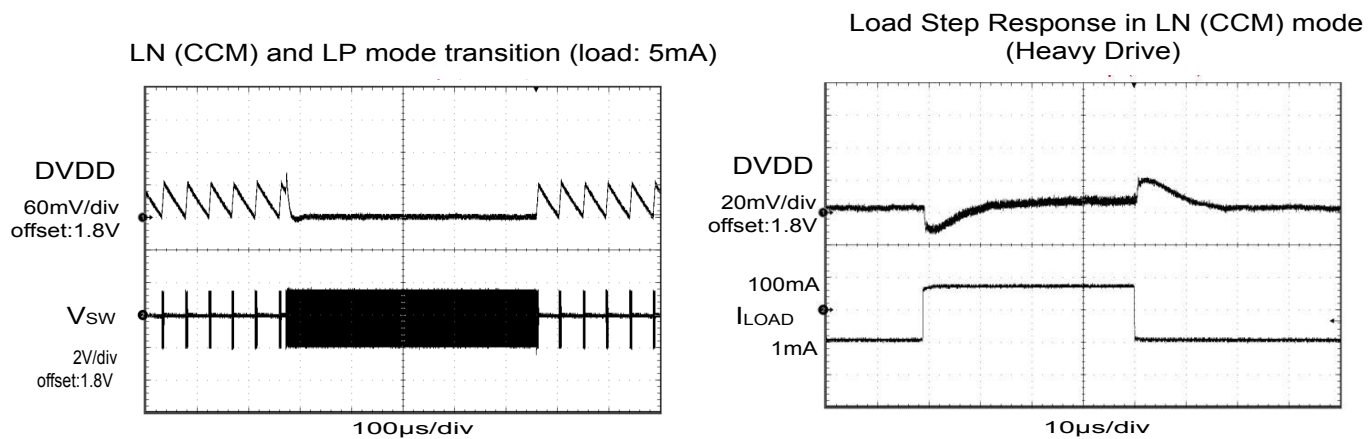 LN (CCM) and LP mode transition (load: 5mA)
DVDD
60mV/div
offset:1.8V
VSW
2V/div
offset:1.8V
100µs/div
Load Step Response in LN (CCM) mode
(Heavy Drive)
DVDD
20mV/div
offset:1.8V
100mA
ILOAD
1mA
10µs/div